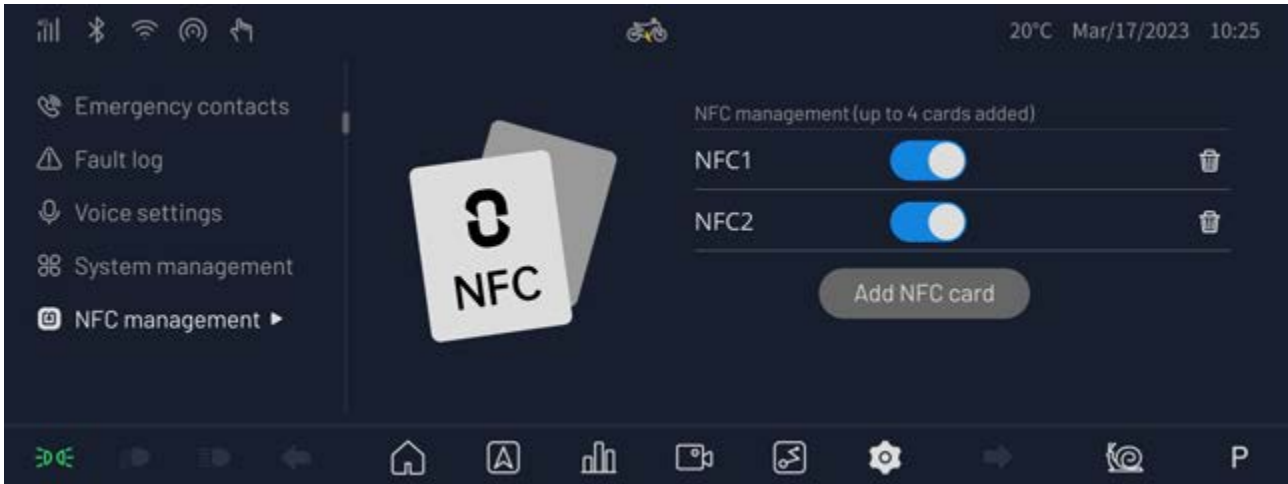 20°C Mar/17/2023 10:25
Emergency contacts
Fault log
Voice settings
System management
NFC management
NFC
NFC management (up to 4 cards added)
NFC1
NFC2
Add NFC card
P